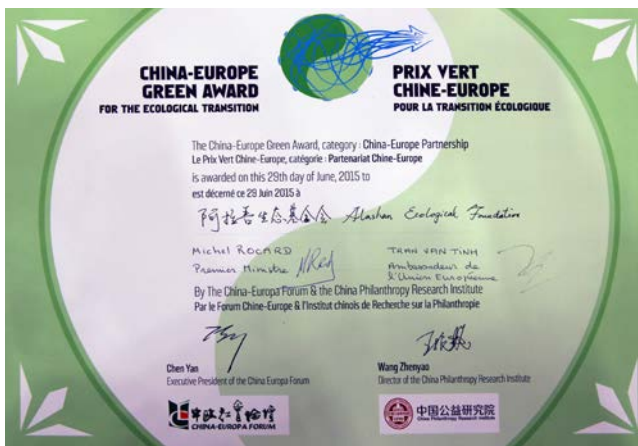 CHINA-EUROPE
GREEN AWARD
FOR THE ECOLOGICAL TRANSITION
PRIX VERT
CHINE-EUROPE
POUR LA TRANSITION ÉCOLOGIQUE
The China-Europe Green Award, category : China-Europe Partnership
Le Prix Vert Chine-Europe, catégorie : Partenariat Chine-Europe
is awarded on this 29th day of June, 2015 to
est décerné ce 29 Juin 2015 à
阿拉善生态基金会 Alashan Ecological Foundation
Michel ROCARD
Premier Ministre
TRAN VAN TINH
Ambassadeur de
l'Union Européenne
By The China-Europa Forum & the China Philanthropy Research Institute
Par le Forum Chine-Europe & l'Institut chinois de Recherche sur la Philanthropie
Chen Yan
Executive President of the China Europa Forum
Wang Zhenyao
Director of the China Philanthropy Research Institute
中欧社会论坛
CHINA-EUROPA FORUM
中国公益研究院
China Philanthropy Research Institute